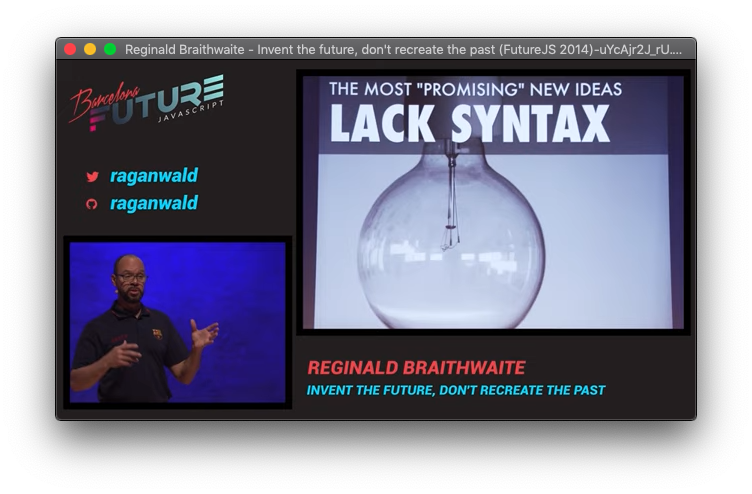 Reginald Braithwaite - Invent the future, don't recreate the past (FutureJS 2014)-uYcAjr2J_rU....
Barcelona
FUTURE
JAVASCRIPT
raganwald
raganwald
THE MOST "PROMISING" NEW IDEAS
LACK SYNTAX
REGINALD BRAITHWAITE
INVENT THE FUTURE, DON'T RECREATE THE PAST